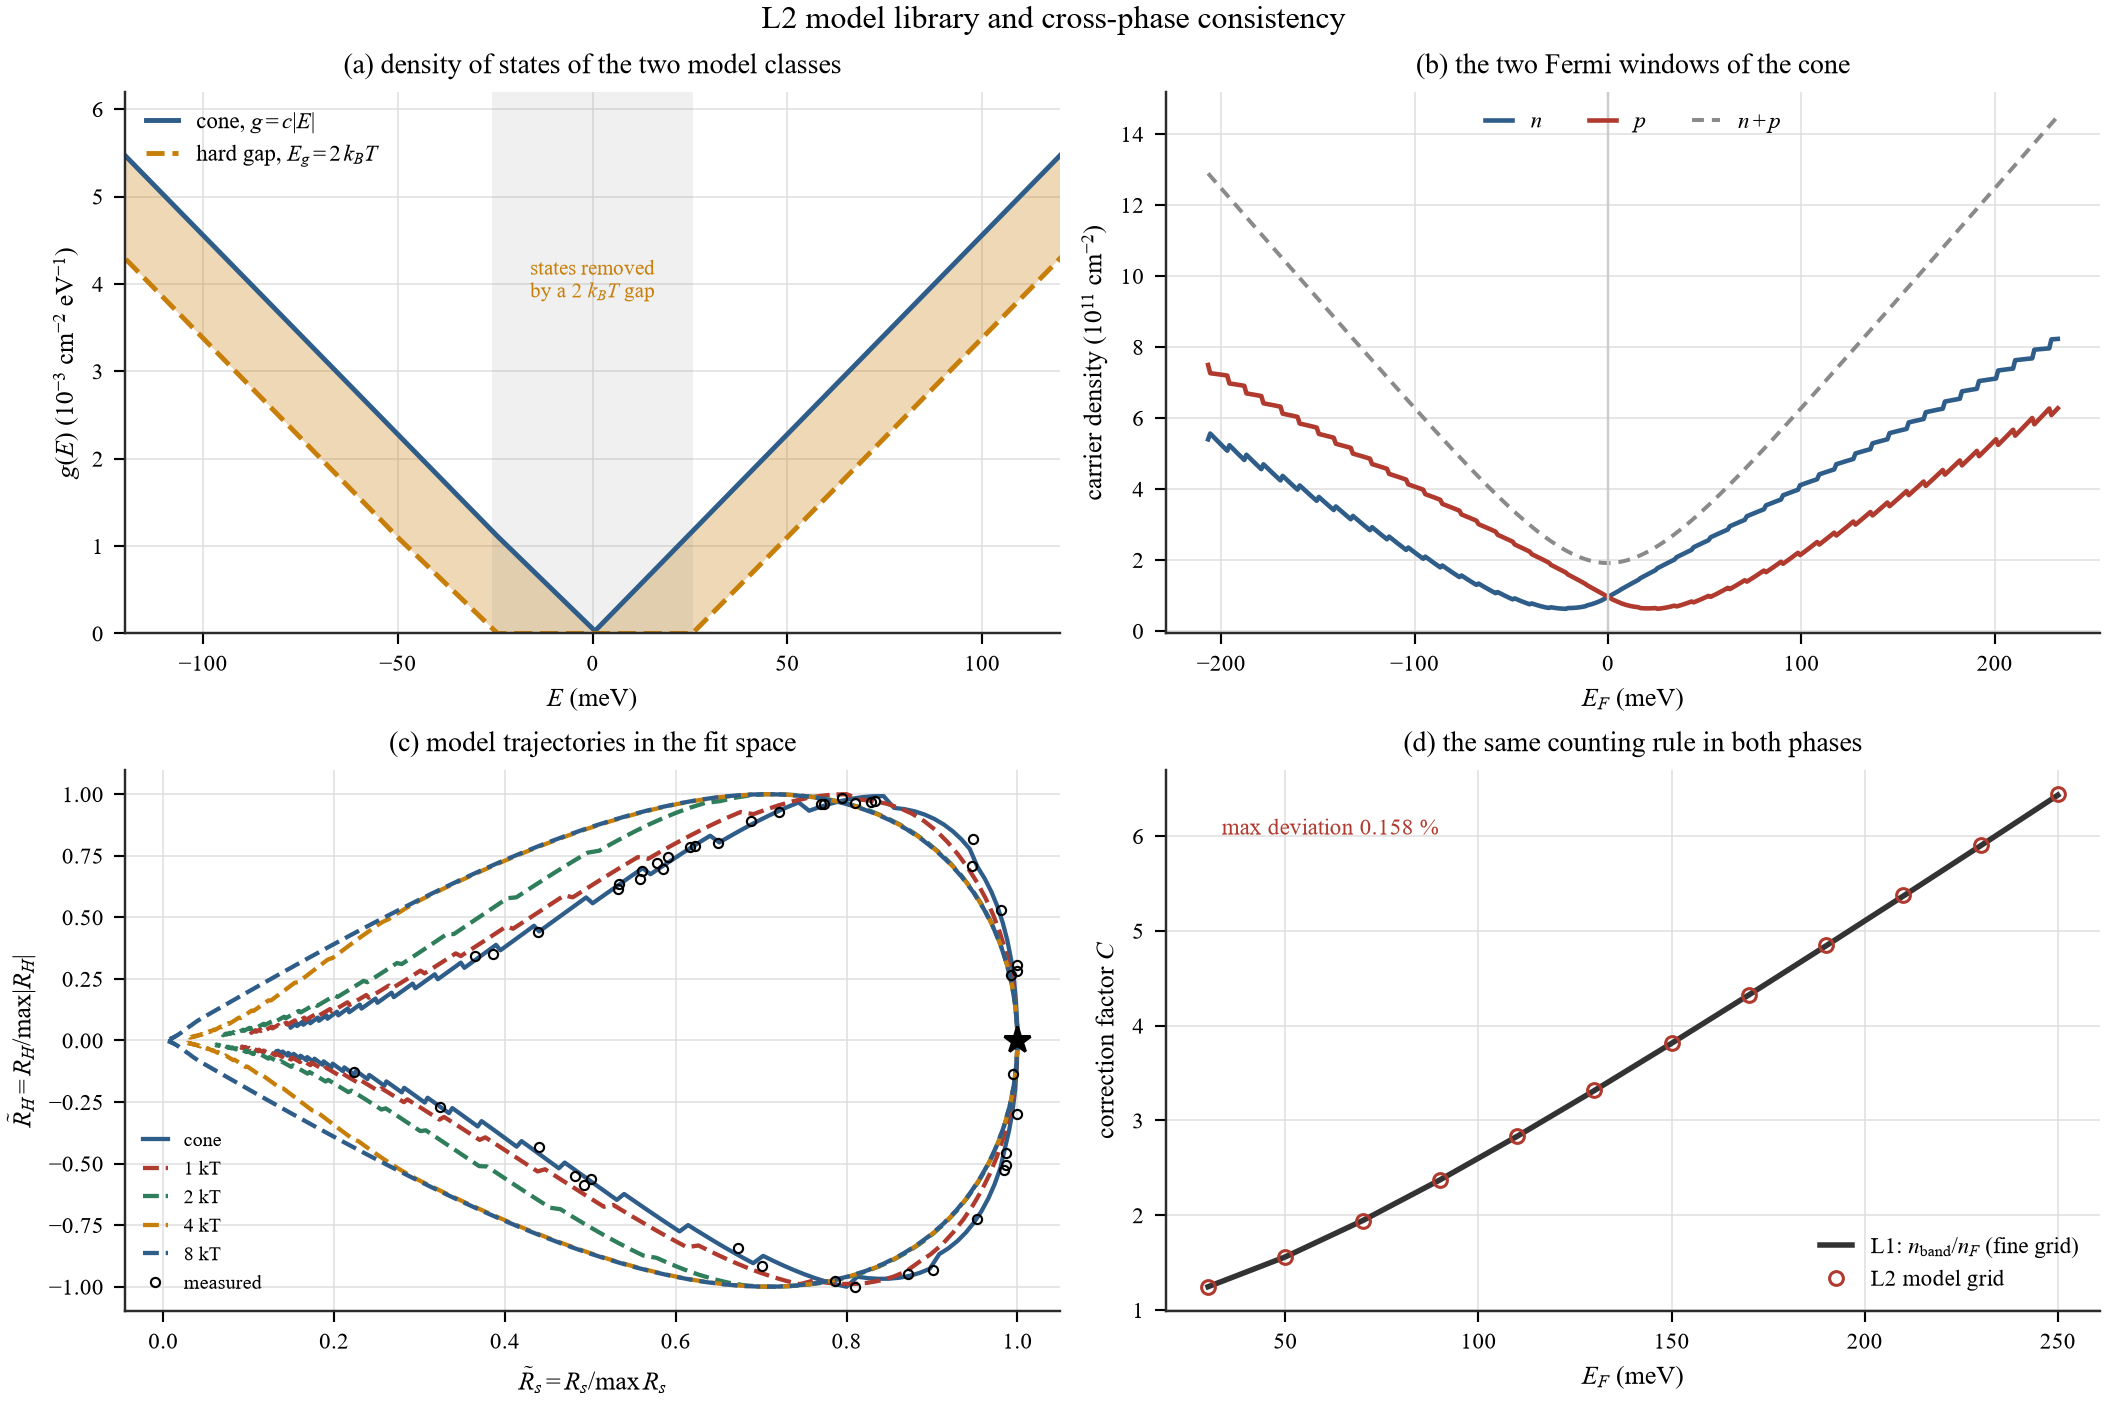 L2 model library and cross-phase consistency
(a) density of states of the two model classes
cone, g = c|E|
hard gap, E_g = 2 k_BT
states removed
by a 2 k_BT gap
g(E) (10⁻³ cm⁻² eV⁻¹)
6
5
4
3
2
1
0
−100
−50
0
50
100
E (meV)
(b) the two Fermi windows of the cone
n
p
n + p
carrier density (10¹¹ cm⁻²)
14
12
10
8
6
4
2
0
−200
−100
0
100
200
E_F (meV)
(c) model trajectories in the fit space
R̃_H = R_H/max|R_H|
1.00
0.75
0.50
0.25
0.00
−0.25
−0.50
−0.75
−1.00
cone
1 kT
2 kT
4 kT
8 kT
measured
0.0
0.2
0.4
0.6
0.8
1.0
R̃_s = R_s/max R_s
(d) the same counting rule in both phases
max deviation 0.158 %
correction factor C
6
5
4
3
2
1
L1: n_band/n_F (fine grid)
L2 model grid
50
100
150
200
250
E_F (meV)